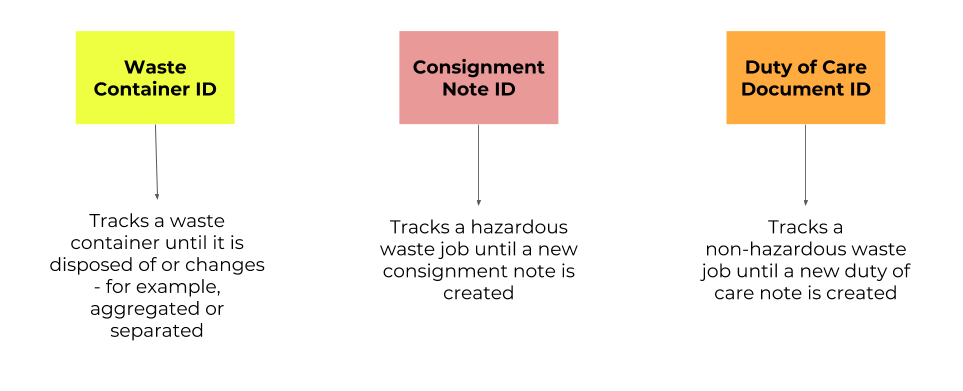 Waste
Container ID
Tracks a waste
container until it is
disposed of or changes
- for example,
aggregated or
separated
Consignment
Note ID
Tracks a hazardous
waste job until a new
consignment note is
created
Duty of Care
Document ID
Tracks a
non-hazardous waste
job until a new duty of
care note is created